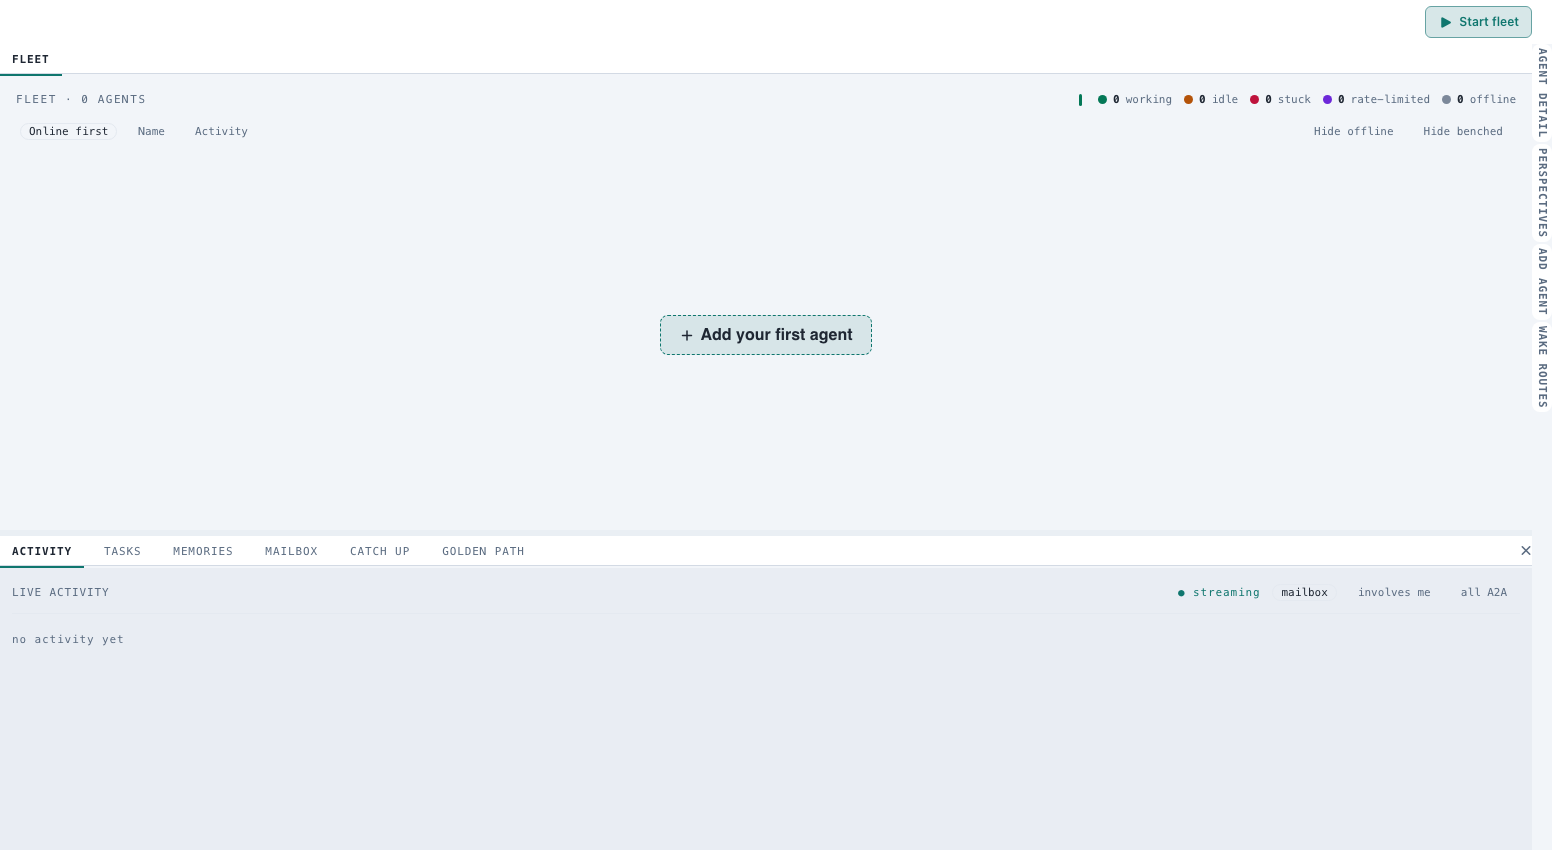 Start fleet
FLEET
FLEET · 0 AGENTS
0 working 0 idle 0 stuck 0 rate-limited 0 offline
Online first Name Activity
Hide offline Hide benched
+ Add your first agent
AGENT DETAIL
PERSPECTIVES
ADD AGENT
WAKE ROUTES
ACTIVITY TASKS MEMORIES MAILBOX CATCH UP GOLDEN PATH
LIVE ACTIVITY
streaming mailbox involves me all A2A
no activity yet